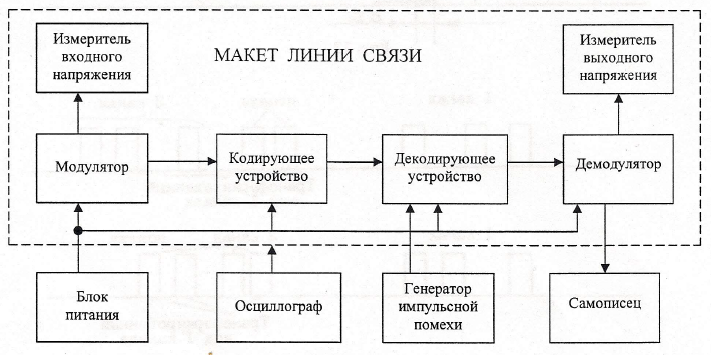 Измеритель
входного
напряжения
МАКЕТ ЛИНИИ СВЯЗИ
Измеритель
выходного
напряжения
Модулятор
Кодирующее
устройство
Декодирующее
устройство
Демодулятор
Блок
питания
Осциллограф
Генератор
импульсной
помехи
Самописец